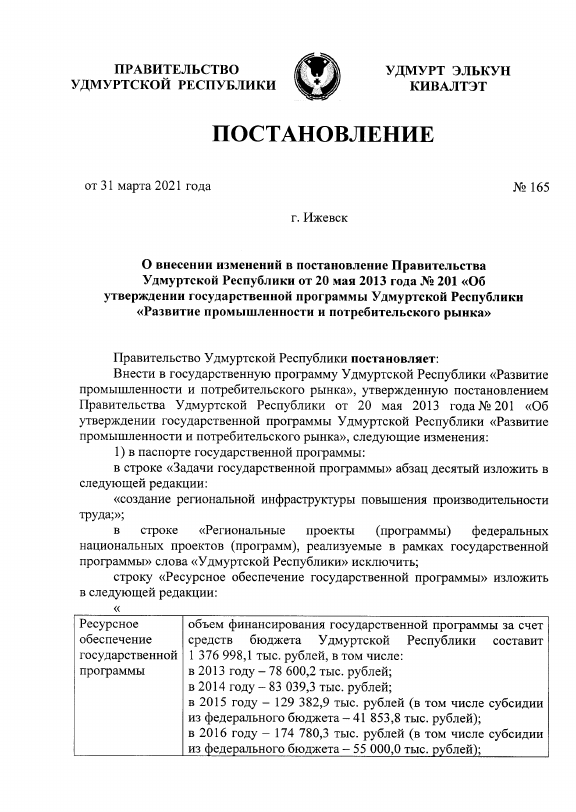 ПРАВИТЕЛЬСТВО
УДМУРТСКОЙ РЕСПУБЛИКИ
УДМУРТ ЭЛЬКУН
КИВАЛТЭТ
ПОСТАНОВЛЕНИЕ
от 31 марта 2021 года
№ 165
г. Ижевск
О внесении изменений в постановление Правительства
Удмуртской Республики от 20 мая 2013 года № 201 «Об
утверждении государственной программы Удмуртской Республики
«Развитие промышленности и потребительского рынка»
Правительство Удмуртской Республики постановляет:
Внести в государственную программу Удмуртской Республики «Развитие
промышленности и потребительского рынка», утвержденную постановлением
Правительства Удмуртской Республики от 20 мая 2013 года № 201 «Об
утверждении государственной программы Удмуртской Республики «Развитие
промышленности и потребительского рынка», следующие изменения:
1) в паспорте государственной программы:
в строке «Задачи государственной программы» абзац десятый изложить в
следующей редакции:
«создание региональной инфраструктуры повышения производительности
труда;»;
в строке «Региональные проекты (программы) федеральных
национальных проектов (программ), реализуемые в рамках государственной
программы» слова «Удмуртской Республики» исключить;
строку «Ресурсное обеспечение государственной программы» изложить
в следующей редакции:
«
Ресурсное
обеспечение
государственной
программы
объем финансирования государственной программы за счет
средств бюджета Удмуртской Республики составит
1 376 998,1 тыс. рублей, в том числе:
в 2013 году – 78 600,2 тыс. рублей;
в 2014 году – 83 039,3 тыс. рублей;
в 2015 году – 129 382,9 тыс. рублей (в том числе субсидии
из федерального бюджета – 41 853,8 тыс. рублей);
в 2016 году – 174 780,3 тыс. рублей (в том числе субсидии
из федерального бюджета – 55 000,0 тыс. рублей);